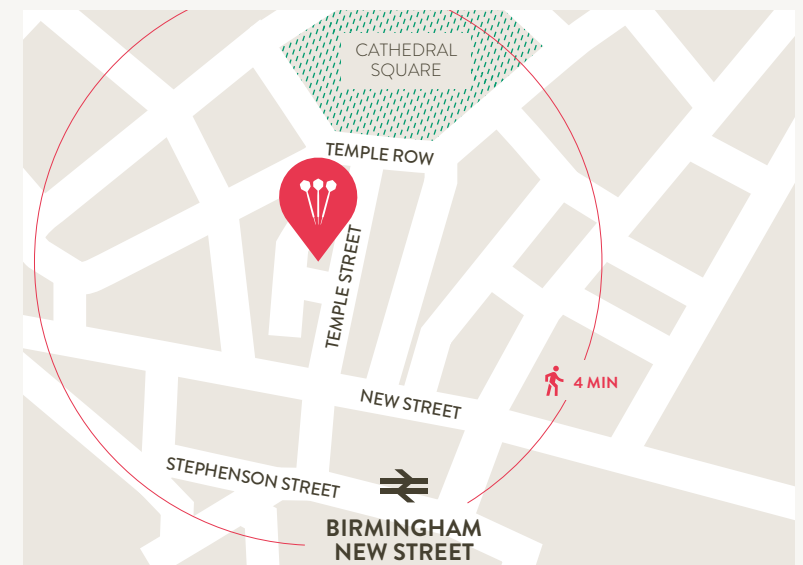 CATHEDRAL
SQUARE
TEMPLE ROW
TEMPLE STREET
4 MIN
NEW STREET
STEPHENSON STREET
BIRMINGHAM
NEW STREET